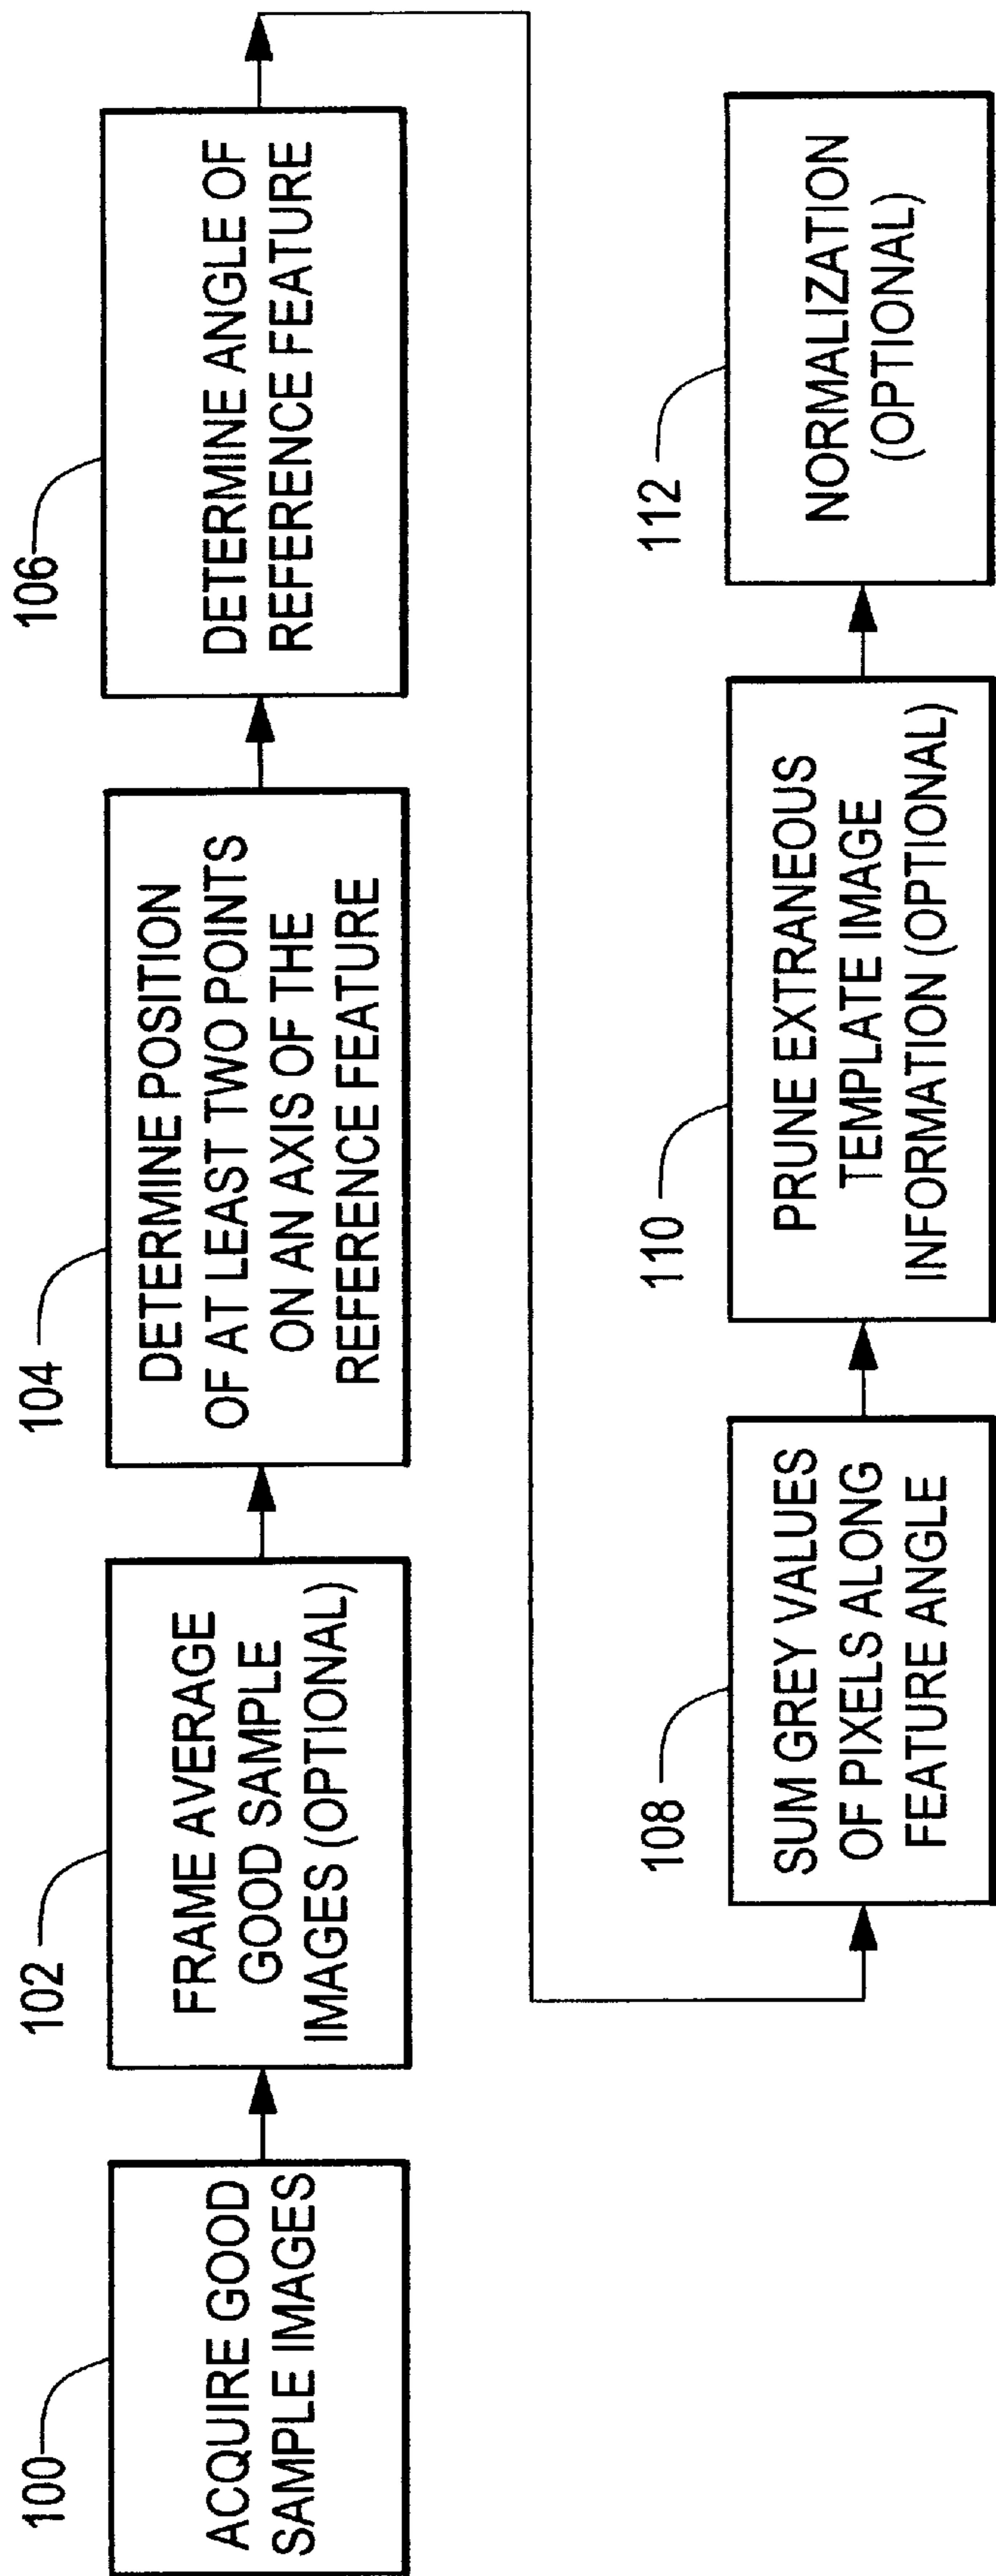 100
ACQUIRE GOOD
SAMPLE IMAGES
102
FRAME AVERAGE
GOOD SAMPLE
IMAGES (OPTIONAL)
104
DETERMINE POSITION
OF AT LEAST TWO POINTS
ON AN AXIS OF THE
REFERENCE FEATURE
106
DETERMINE ANGLE OF
REFERENCE FEATURE
108
SUM GREY VALUES
OF PIXELS ALONG
FEATURE ANGLE
110
PRUNE EXTRANEOUS
TEMPLATE IMAGE
INFORMATION (OPTIONAL)
112
NORMALIZATION
(OPTIONAL)